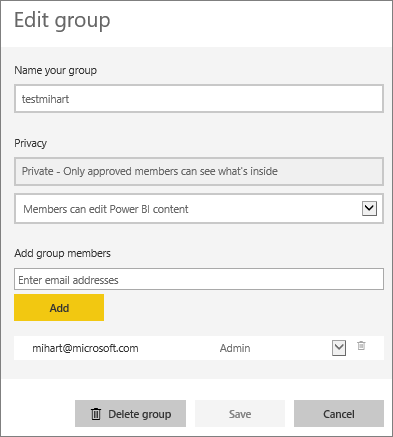 Edit group
Name your group
testmihart
Privacy
Private - Only approved members can see what's inside
Members can edit Power BI content
Add group members
Enter email addresses
Add
mihart@microsoft.com Admin
Delete group Save Cancel